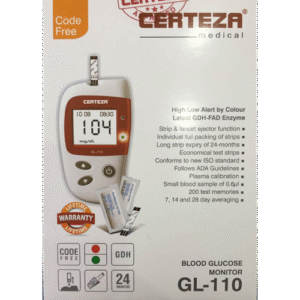 Code
Free
CERTEZA®
medical
CERTEZA
10:08 09:30
104
mg/dL
High Low Alert by Colour
Latest GDH-FAD Enzyme
Strip & lancet ejector function
Individual foil packing of strips
Long strip expiry of 24-months
Economical test strips
Conforms to new ISO standard
Follows ADA Guidelines
Plasma calibration
Small blood sample of 0.6µl
200 test memories
7, 14 and 28 day averaging
LIFETIME
WARRANTY
LIFETIME
CODE
FREE
GDH
24
MONTHS
BLOOD GLUCOSE
MONITOR
GL-110